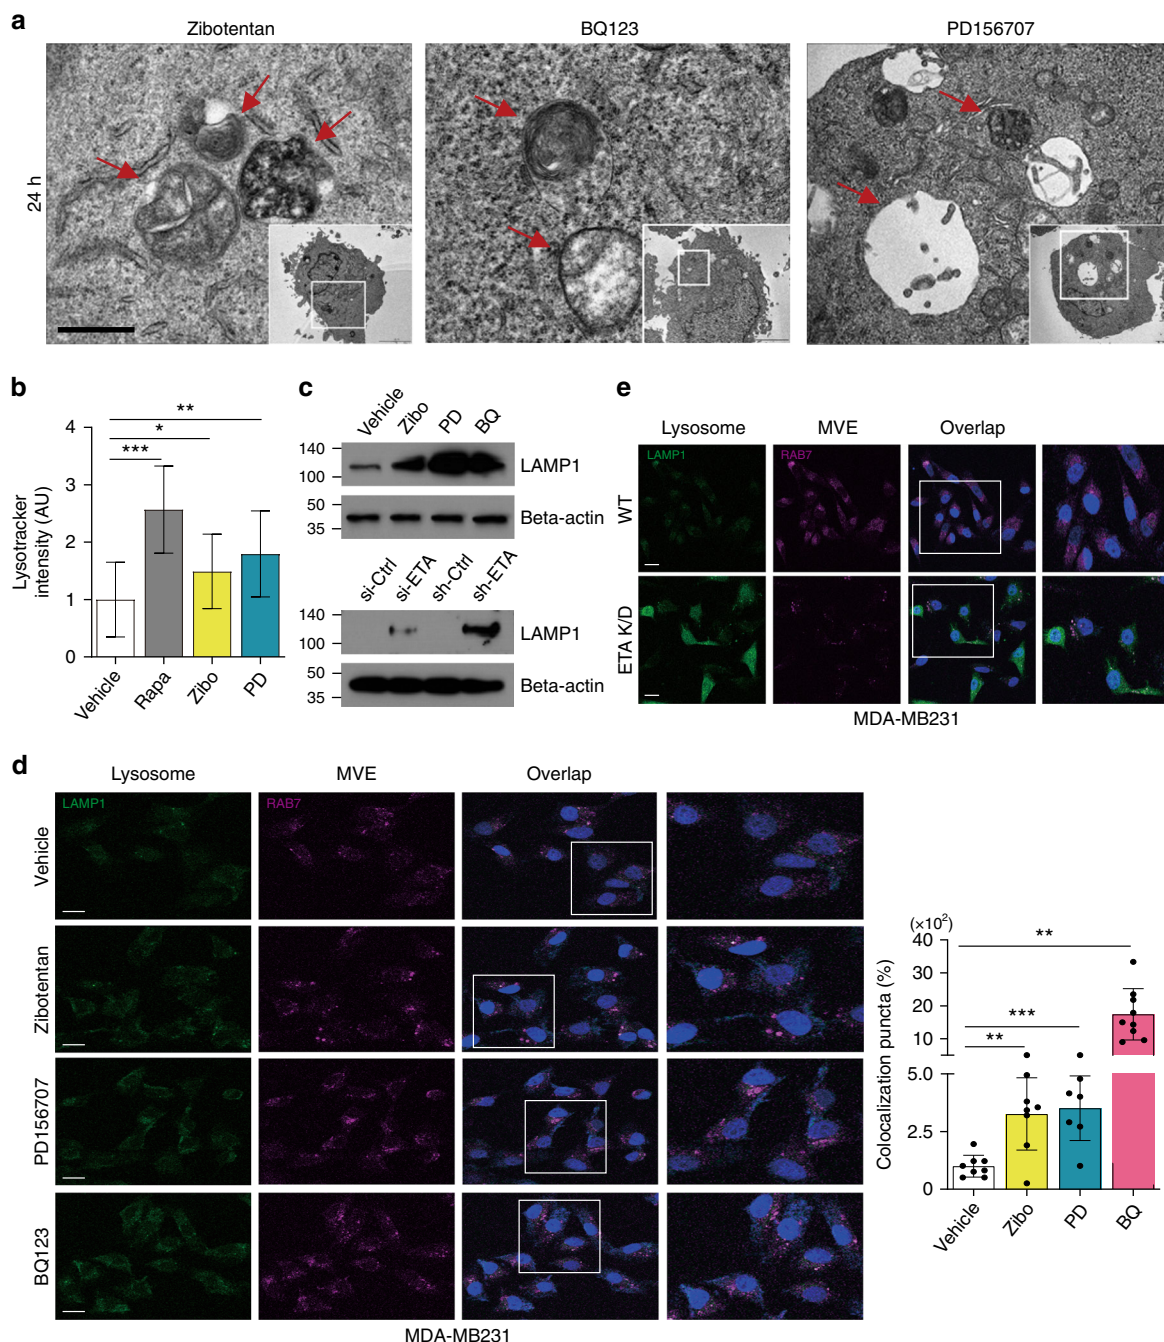 a
Zibotentan
BQ123
PD156707
24 h
b
Lysotracker
intensity (AU)
4
3
2
1
0
**
*
***
Vehicle
Rapa
Zibo
PD
c
Vehicle
Zibo
PD
BQ
140
100
LAMP1
50
35
Beta-actin
si-Ctrl
si-ETA
sh-Ctrl
sh-ETA
140
100
LAMP1
50
35
Beta-actin
e
Lysosome
MVE
Overlap
LAMP1
RAB7
WT
ETA K/D
MDA-MB231
d
Lysosome
MVE
Overlap
LAMP1
RAB7
Vehicle
Zibotentan
PD156707
BQ123
MDA-MB231
(×10²)
Colocalization puncta (%)
40
30
20
10
5.0
2.5
0
**
***
**
Vehicle
Zibo
PD
BQ